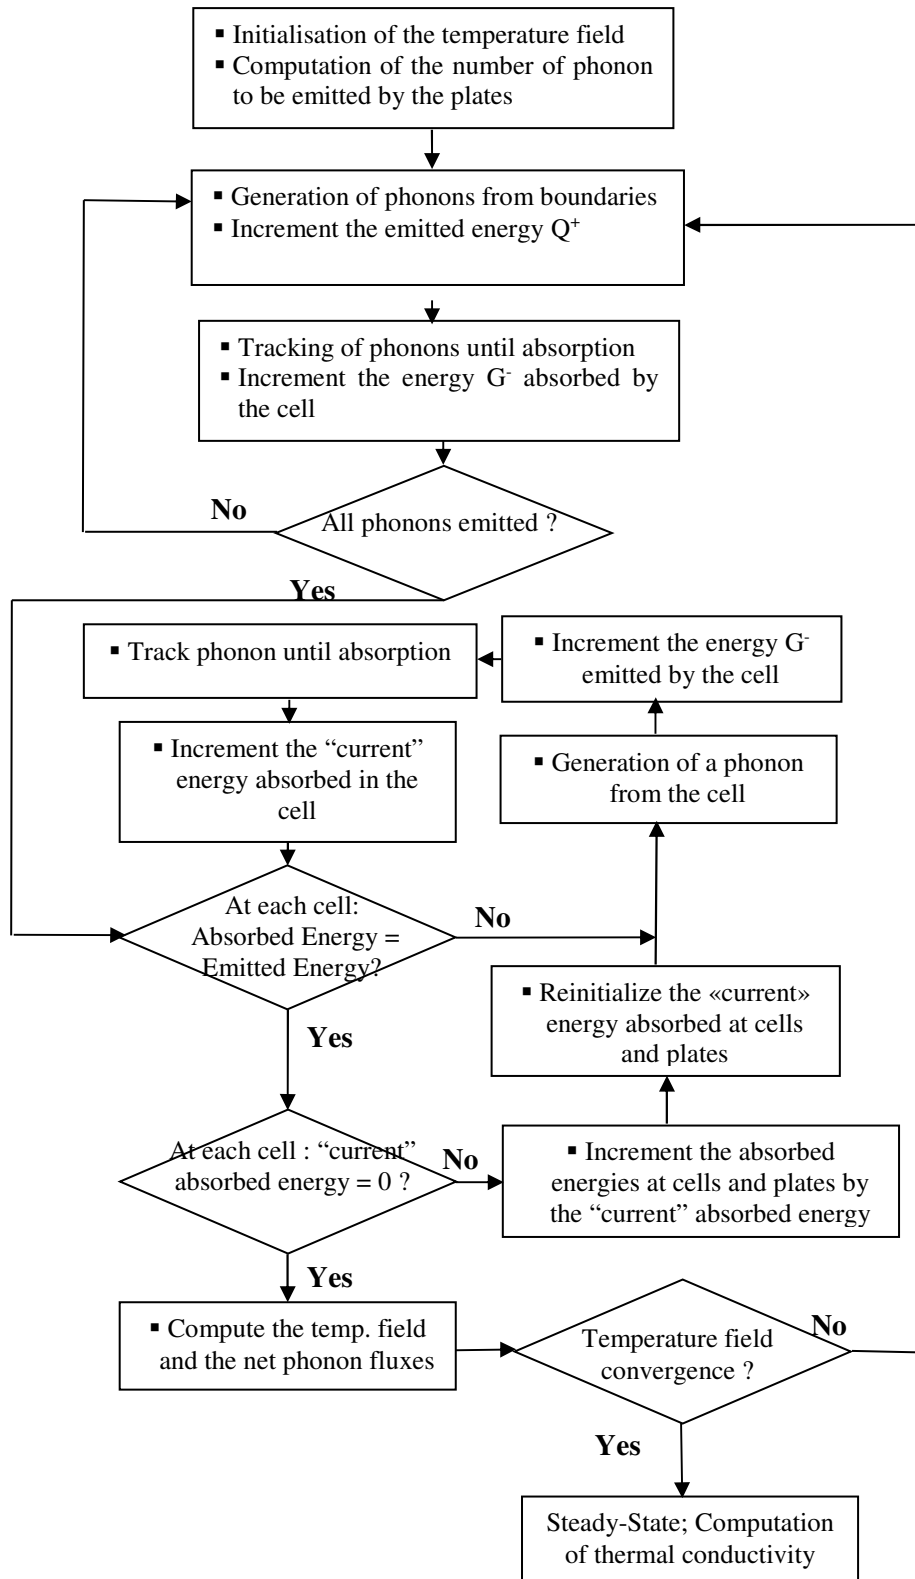 ▪ Initialisation of the temperature field
▪ Computation of the number of phonon
to be emitted by the plates
▪ Generation of phonons from boundaries
▪ Increment the emitted energy Q⁺
▪ Tracking of phonons until absorption
▪ Increment the energy G⁻ absorbed by
the cell
No
All phonons emitted ?
Yes
▪ Track phonon until absorption
▪ Increment the energy G⁻
emitted by the cell
▪ Increment the “current”
energy absorbed in the
cell
▪ Generation of a phonon
from the cell
At each cell:
Absorbed Energy =
Emitted Energy?
No
▪ Reinitialize the «current»
energy absorbed at cells
and plates
Yes
At each cell : “current”
absorbed energy = 0 ?
No
▪ Increment the absorbed
energies at cells and plates by
the “current” absorbed energy
Yes
▪ Compute the temp. field
and the net phonon fluxes
Temperature field
convergence ?
No
Yes
Steady-State; Computation
of thermal conductivity